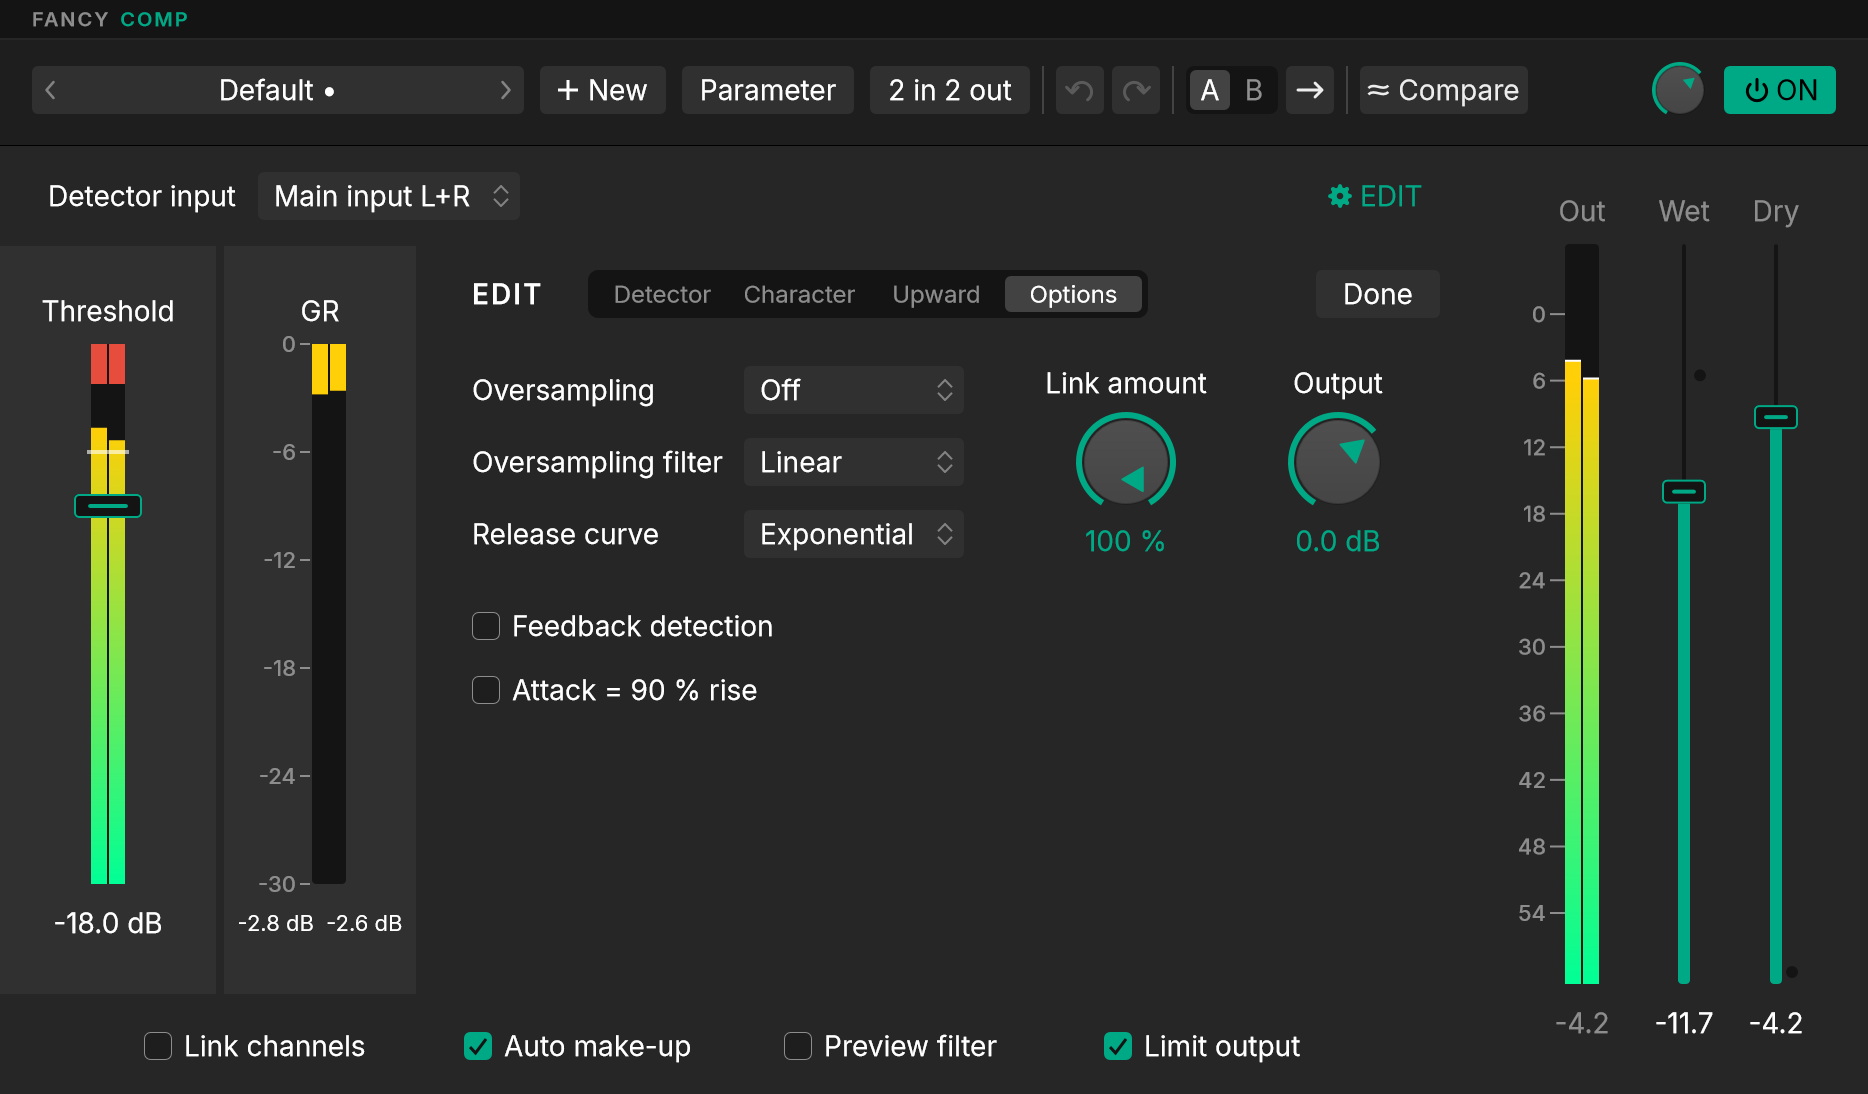 FANCY COMP
Default •
+ New
Parameter
2 in 2 out
A B
≈ Compare
ON
Detector input
Main input L+R
EDIT
Threshold
-18.0 dB
GR
0
-6
-12
-18
-24
-30
-2.8 dB -2.6 dB
EDIT
Detector Character Upward Options
Done
Oversampling
Off
Oversampling filter
Linear
Release curve
Exponential
Link amount
100 %
Output
0.0 dB
Feedback detection
Attack = 90 % rise
Out Wet Dry
0
6
12
18
24
30
36
42
48
54
-4.2 -11.7 -4.2
Link channels
Auto make-up
Preview filter
Limit output